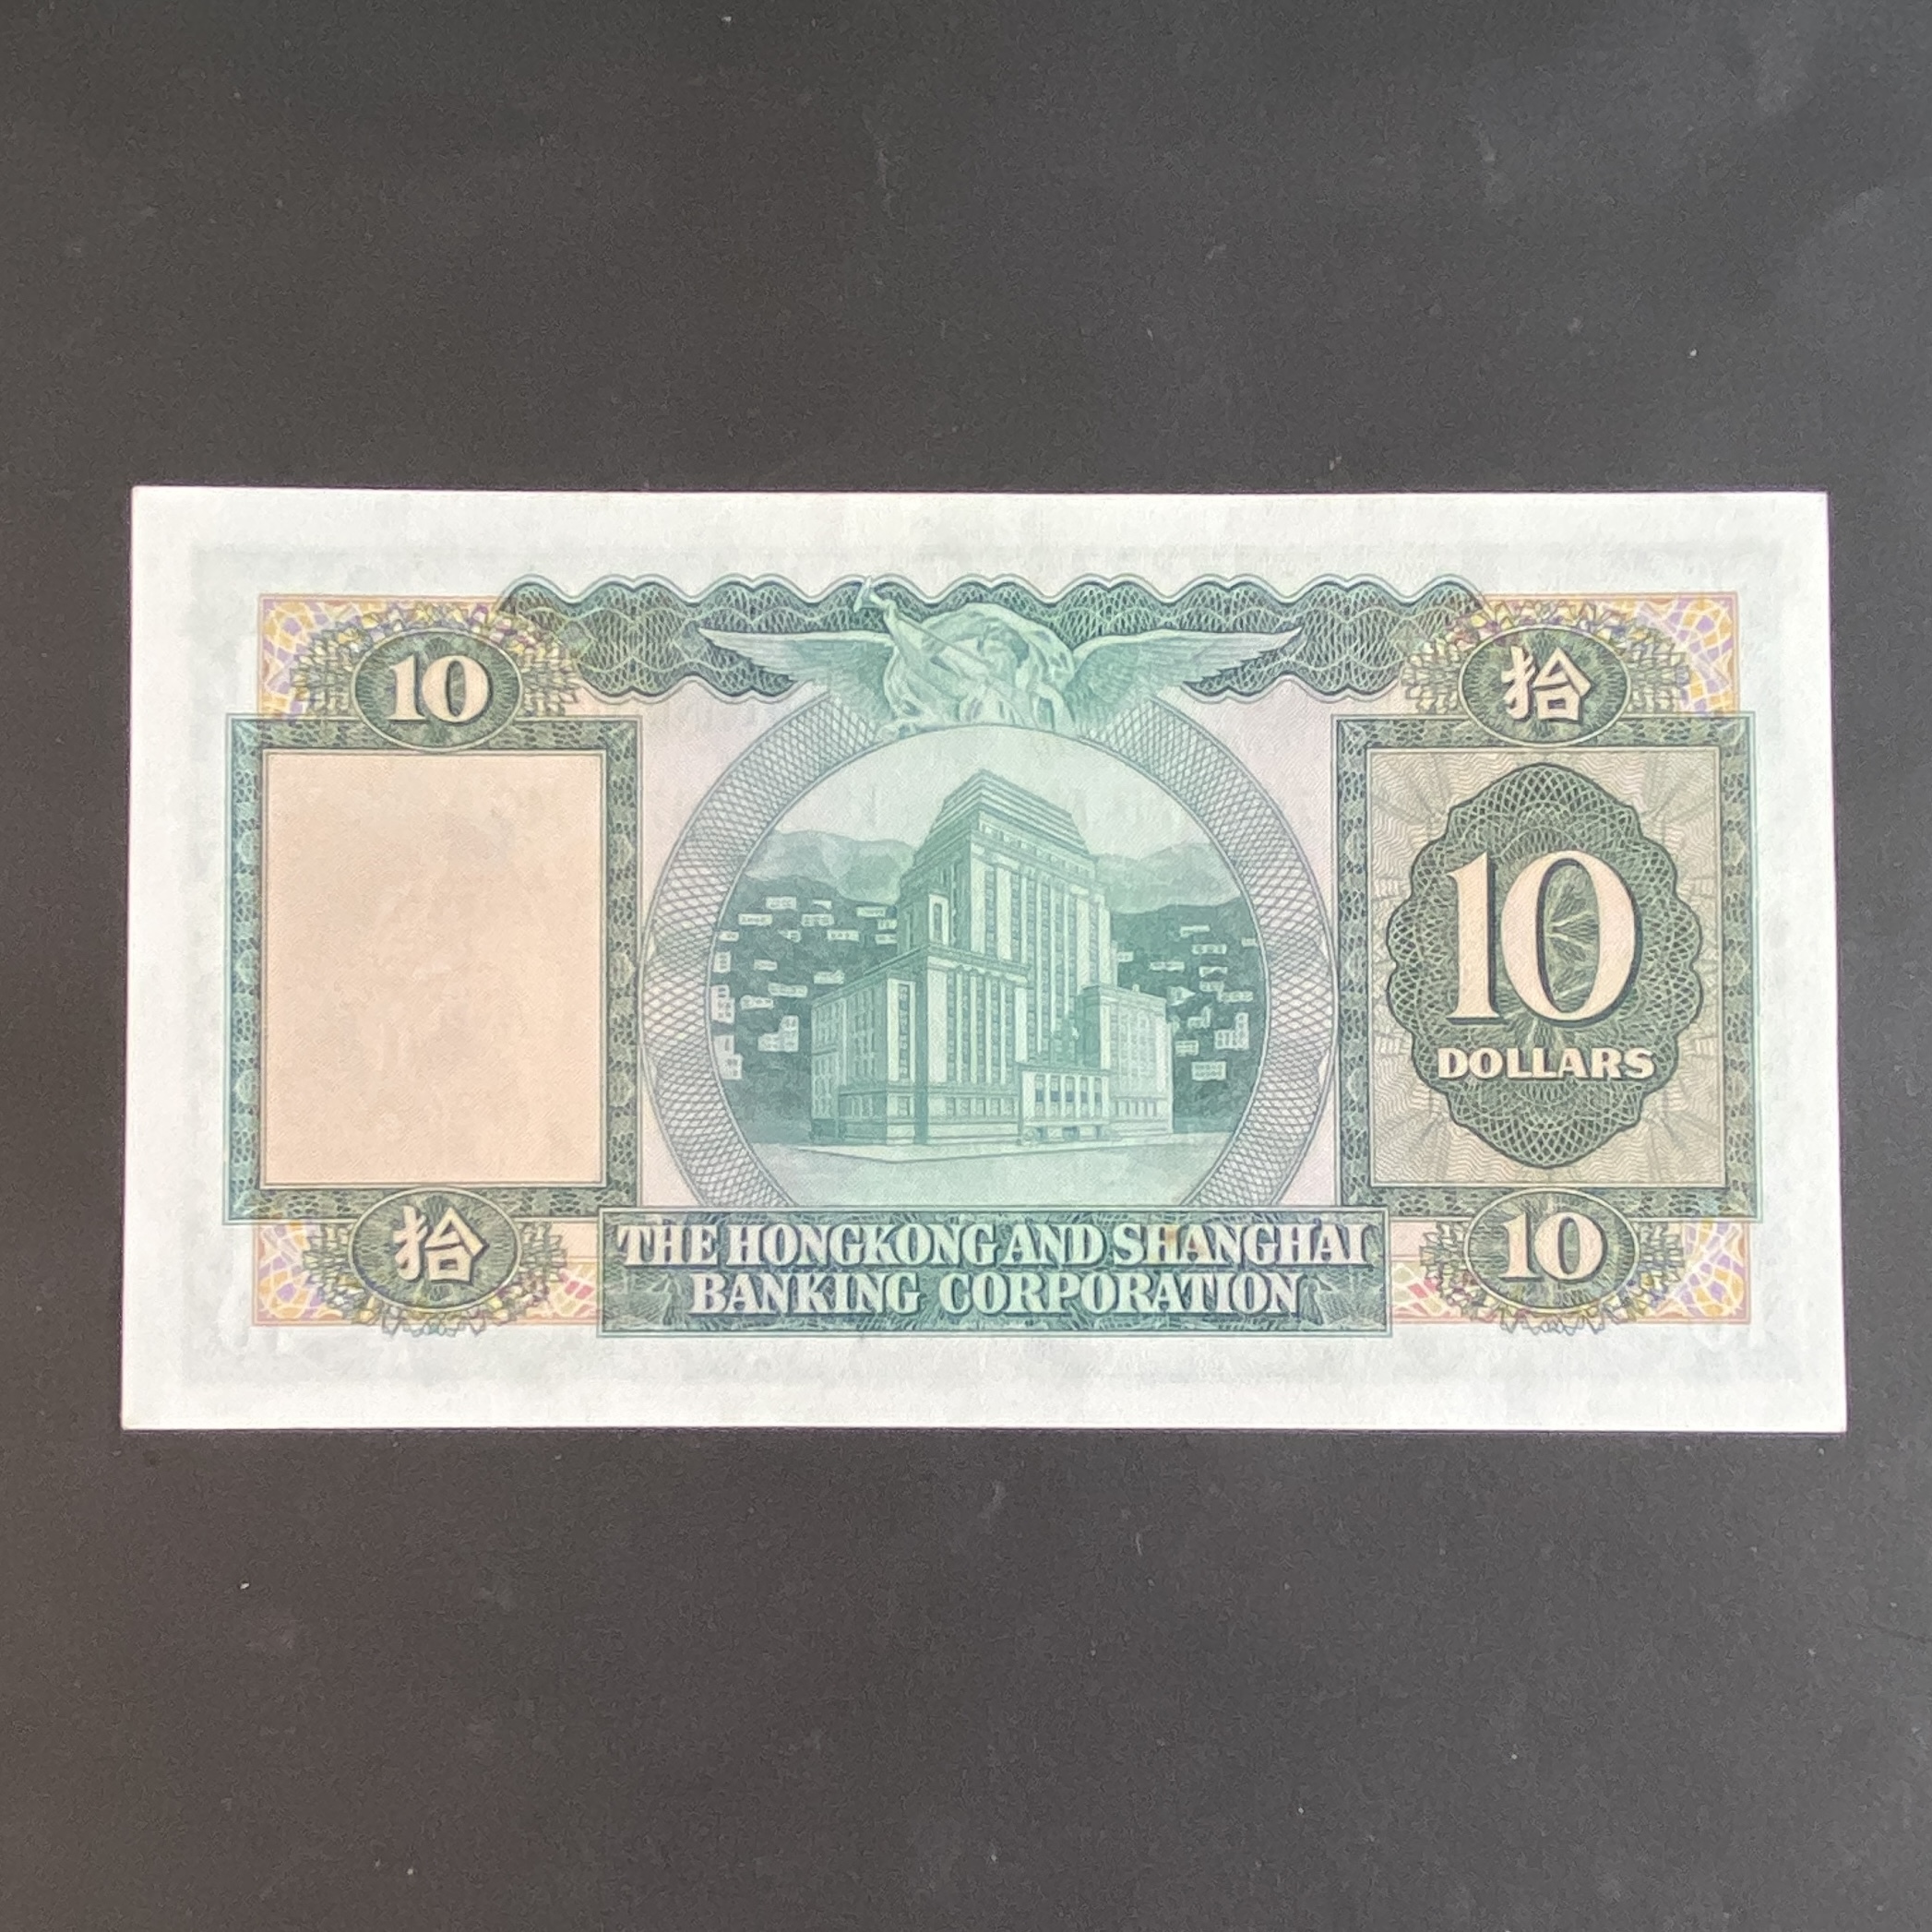 10
拾
10
DOLLARS
拾
10
THE HONGKONG AND SHANGHAI
BANKING CORPORATION